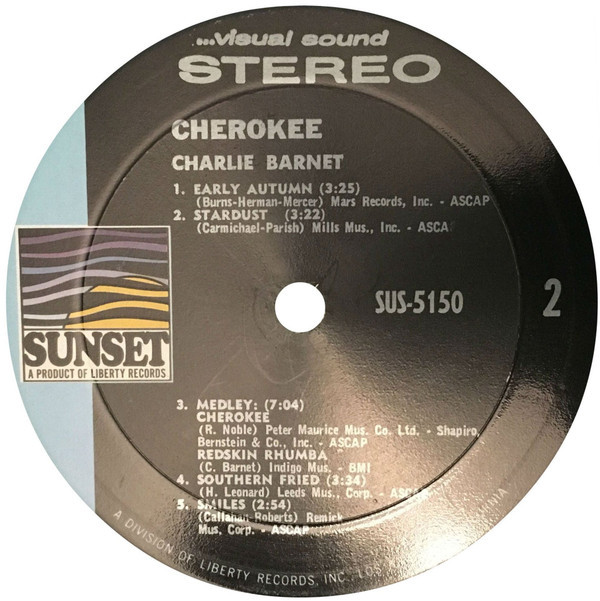 ...visual sound
STEREO
CHEROKEE
CHARLIE BARNET
1. EARLY AUTUMN (3:25)
(Burns-Herman-Mercer) Mars Records, Inc. - ASCAP
2. STARDUST (3:22)
(Carmichael-Parish) Mills Mus., Inc. - ASCA
SUNSET
A PRODUCT OF LIBERTY RECORDS
SUS-5150
2
3. MEDLEY: (7:04)
CHEROKEE
(R. Noble) Peter Maurice Mus. Co. Ltd. - Shapiro,
Bernstein & Co., Inc. - ASCAP
REDSKIN RHUMBA
(C. Barnet) Indigo Mus. - BMI
4. SOUTHERN FRIED (3:34)
(H. Leonard) Leeds Mus., Corp. - ASCAP
5. SMILES (2:54)
(Callahan-Roberts) Remick
Mus. Corp. - ASCAP
A DIVISION OF LIBERTY RECORDS, INC. LOS